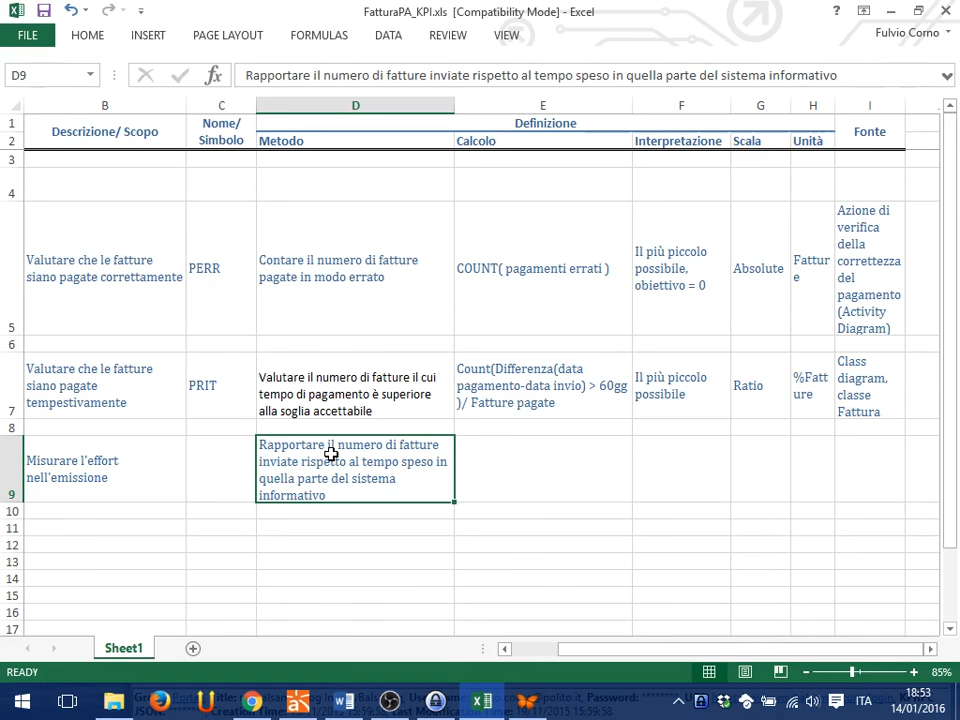 FatturaPA_KPI.xls [Compatibility Mode] - Excel
?
FILE
HOME
INSERT
PAGE LAYOUT
FORMULAS
DATA
REVIEW
VIEW
Fulvio Corno
D9
fx
Rapportare il numero di fatture inviate rispetto al tempo speso in quella parte del sistema informativo
B
C
D
E
F
G
H
I
1
2
Descrizione/ Scopo
Nome/
Simbolo
Definizione
Metodo
Calcolo
Interpretazione
Scala
Unità
Fonte
3
4
5
Valutare che le fatture
siano pagate correttamente
PERR
Contare il numero di fatture
pagate in modo errato
COUNT( pagamenti errati )
Il più piccolo
possibile,
obiettivo = 0
Absolute
Fattur
e
Azione di
verifica
della
correttezza
del
pagamento
(Activity
Diagram)
6
7
Valutare che le fatture
siano pagate
tempestivamente
PRIT
Valutare il numero di fatture il cui
tempo di pagamento è superiore
alla soglia accettabile
Count(Differenza(data
pagamento-data invio) > 60gg
)/ Fatture pagate
Il più piccolo
possibile
Ratio
%Fatt
ure
Class
diagram,
classe
Fattura
8
9
Misurare l'effort
nell'emissione
Rapportare il numero di fatture
inviate rispetto al tempo speso in
quella parte del sistema
informativo
10
11
12
13
14
15
16
17
Sheet1
READY
85%
ITA
18:53
14/01/2016